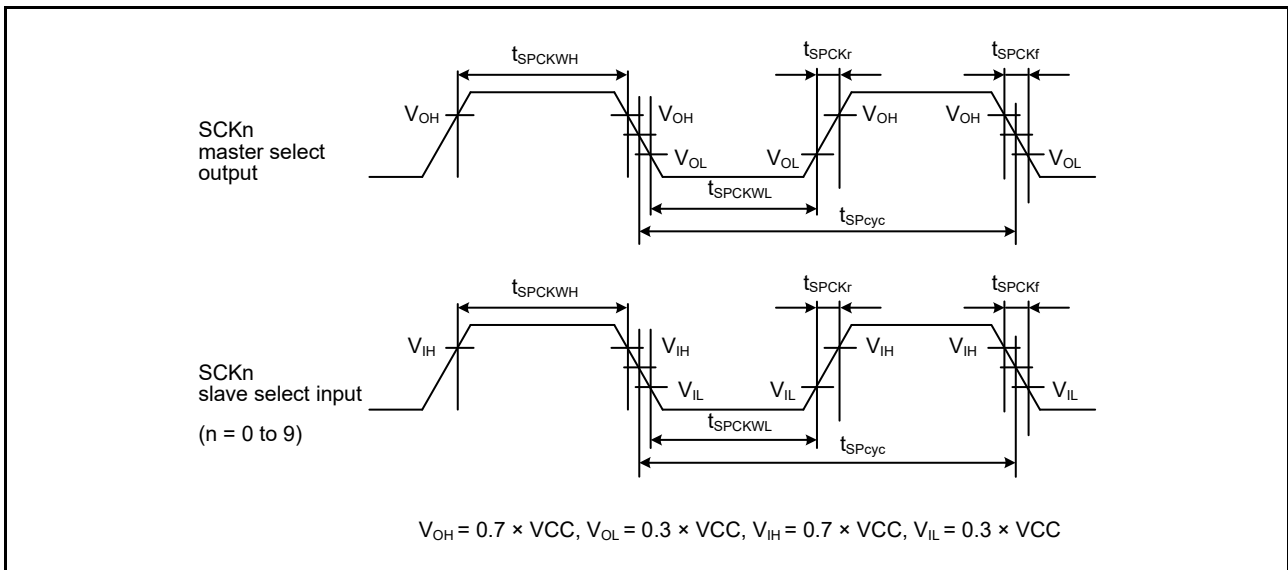 tSPCKWH
tSPCKr
tSPCKf
VOH
VOH
VOH
VOH
SCKn
master select
output
VOL
VOL
VOL
tSPCKWL
tSPcyc
tSPCKWH
tSPCKr
tSPCKf
VIH
VIH
VIH
VIH
SCKn
slave select input
(n = 0 to 9)
VIL
VIL
VIL
tSPCKWL
tSPcyc
VOH = 0.7 × VCC, VOL = 0.3 × VCC, VIH = 0.7 × VCC, VIL = 0.3 × VCC